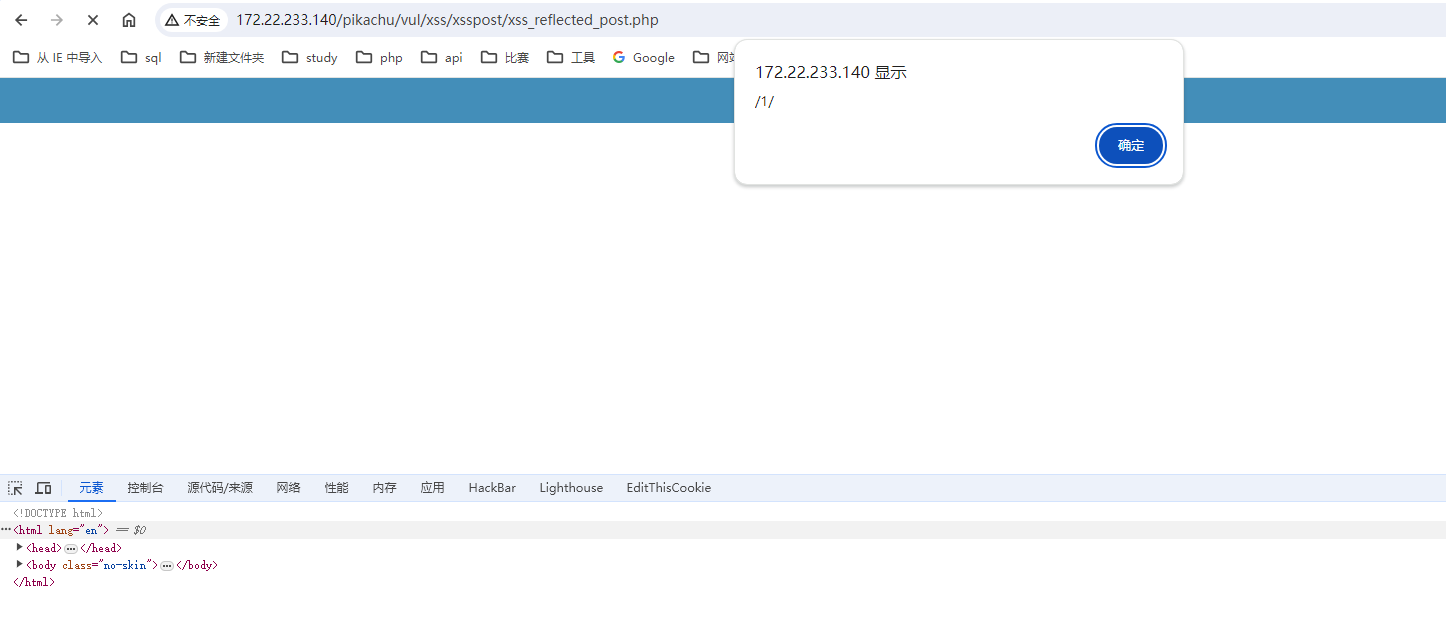 不安全 172.22.233.140/pikachu/vul/xss/xsspost/xss_reflected_post.php
从 IE 中导入 sql 新建文件夹 study php api 比赛 工具 Google
172.22.233.140 显示
/1/
确定
元素 控制台 源代码/来源 网络 性能 内存 应用 HackBar Lighthouse EditThisCookie
<!DOCTYPE html>
<html lang="en"> == $0
<head> ⋯ </head>
<body class="no-skin"> ⋯ </body>
</html>